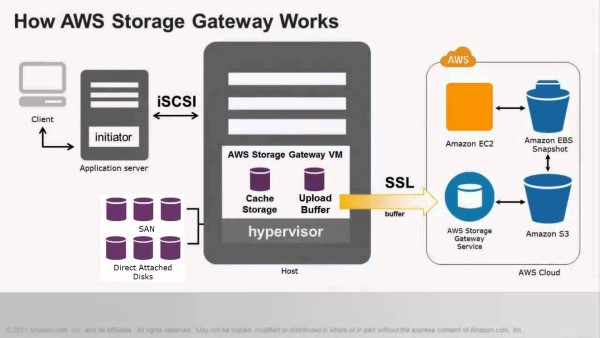 How AWS Storage Gateway Works
Client
initiator
Application server
iSCSI
AWS Storage Gateway VM
Cache
Storage
Upload
Buffer
hypervisor
Host
SAN
Direct Attached
Disks
SSL
buffer
AWS
Amazon EC2
Amazon EBS
Snapshot
AWS Storage
Gateway
Service
Amazon S3
AWS Cloud
© 2011 Amazon.com, Inc. and its affiliates. All rights reserved. May not be copied, modified or distributed in whole or in part without the express consent of Amazon.com, Inc.